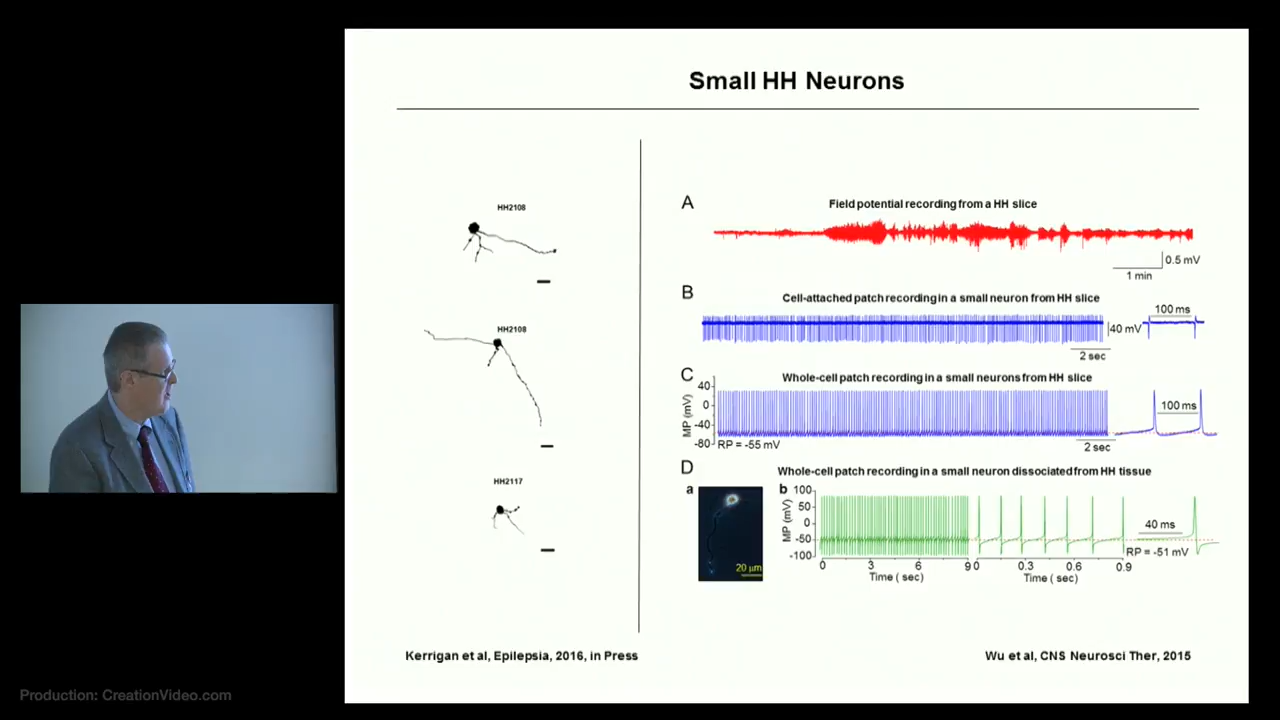 Small HH Neurons
HH2108
HH2108
HH2117
Kerrigan et al, Epilepsia, 2016, in Press
A
Field potential recording from a HH slice
0.5 mV
1 min
B
Cell-attached patch recording in a small neuron from HH slice
100 ms
40 mV
2 sec
C
Whole-cell patch recording in a small neurons from HH slice
MP (mV)
40
0
-40
-80
RP = -55 mV
100 ms
2 sec
D
Whole-cell patch recording in a small neuron dissociated from HH tissue
a
20 µm
b
MP (mV)
100
50
0
-50
-100
40 ms
RP = -51 mV
0 3 6 9 0 0.3 0.6 0.9
Time ( sec) Time ( sec)
Wu et al, CNS Neurosci Ther, 2015
Production: CreationVideo.com